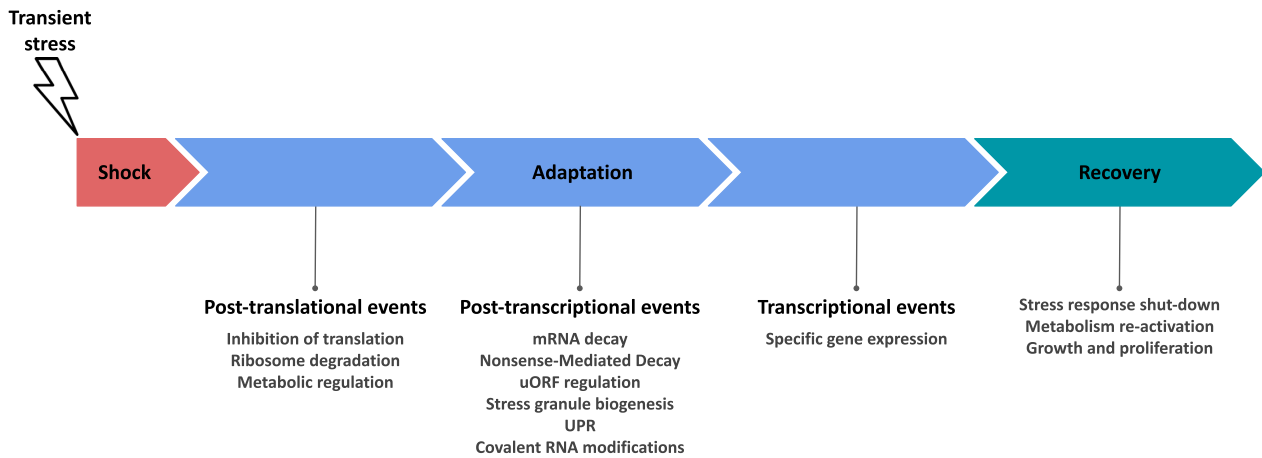 Transient
stress
Shock
Adaptation
Recovery
Post-translational events
Inhibition of translation
Ribosome degradation
Metabolic regulation
Post-transcriptional events
mRNA decay
Nonsense-Mediated Decay
uORF regulation
Stress granule biogenesis
UPR
Covalent RNA modifications
Transcriptional events
Specific gene expression
Stress response shut-down
Metabolism re-activation
Growth and proliferation